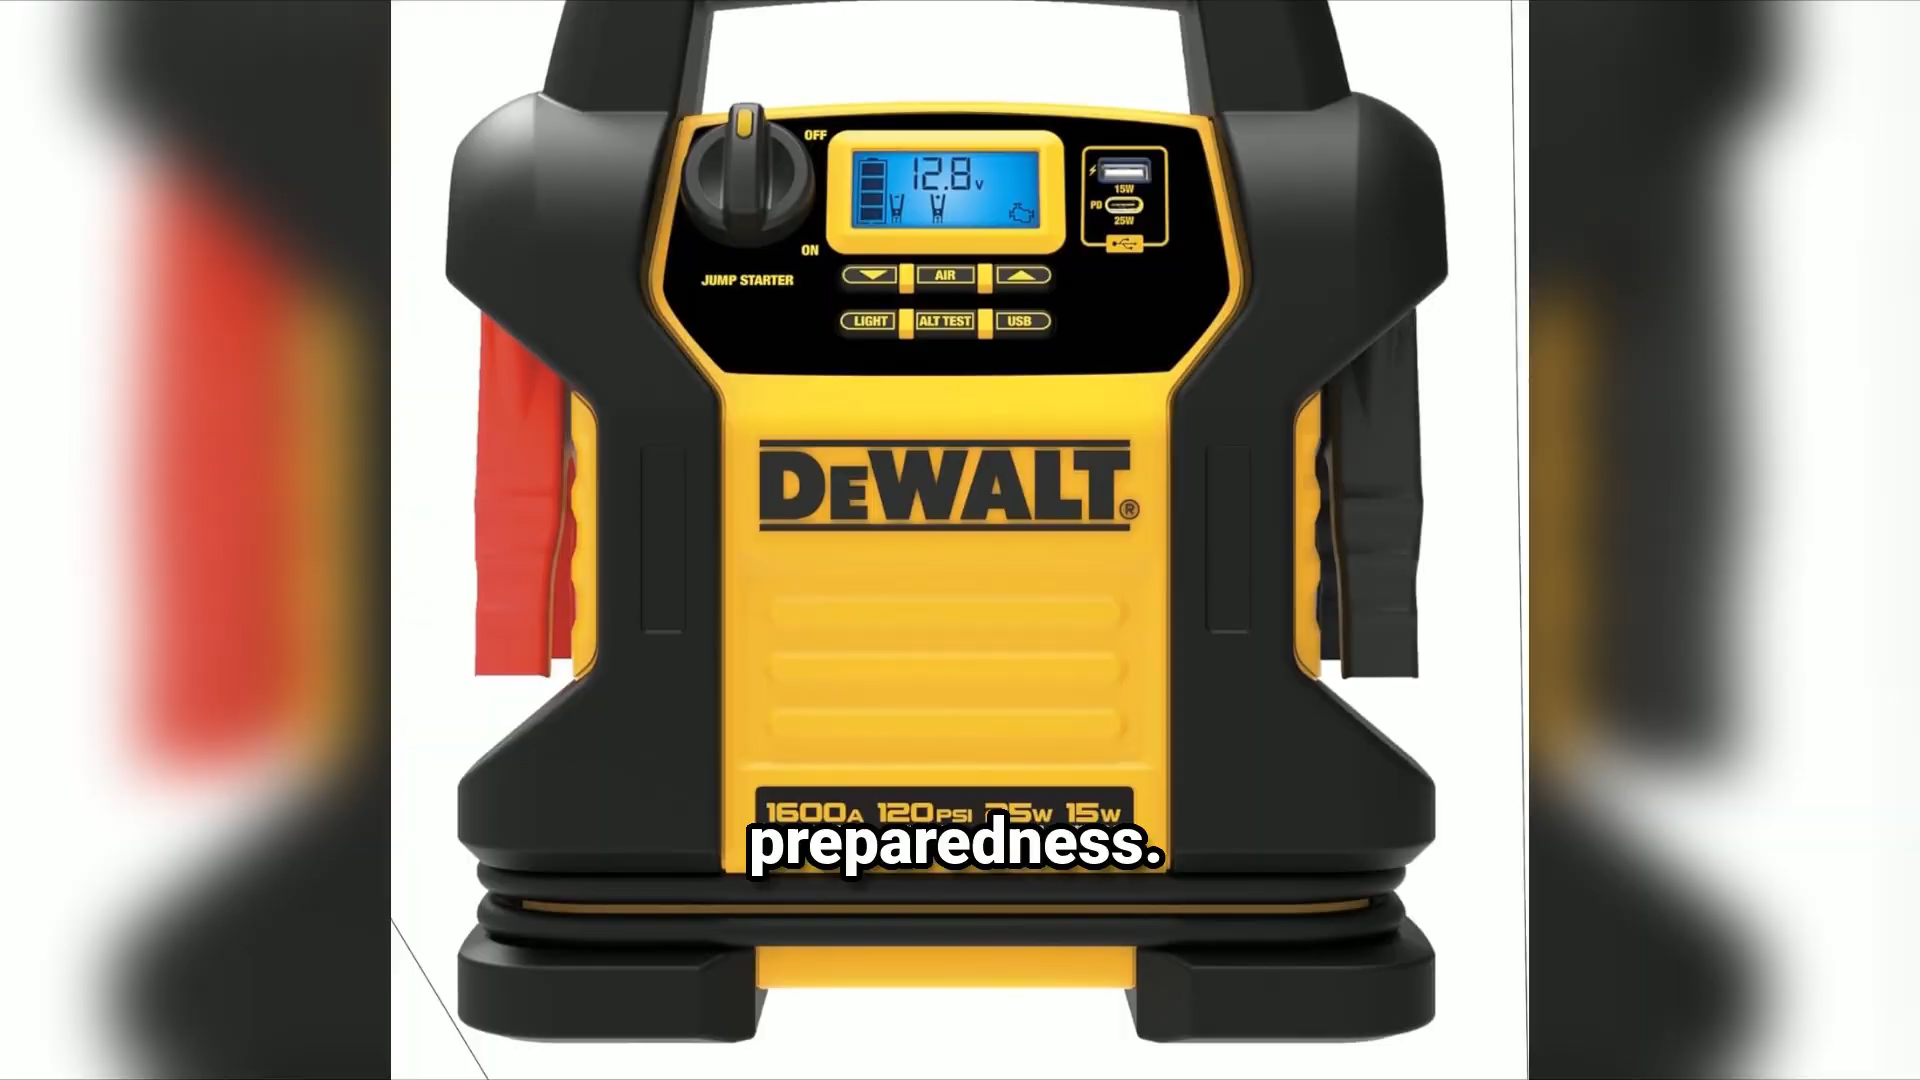 OFF
12.8 v
15W
PD
25W
ON
JUMP STARTER
AIR
LIGHT ALT TEST USB
DEWALT®
1600A 120PSI 25W 15W
preparedness.